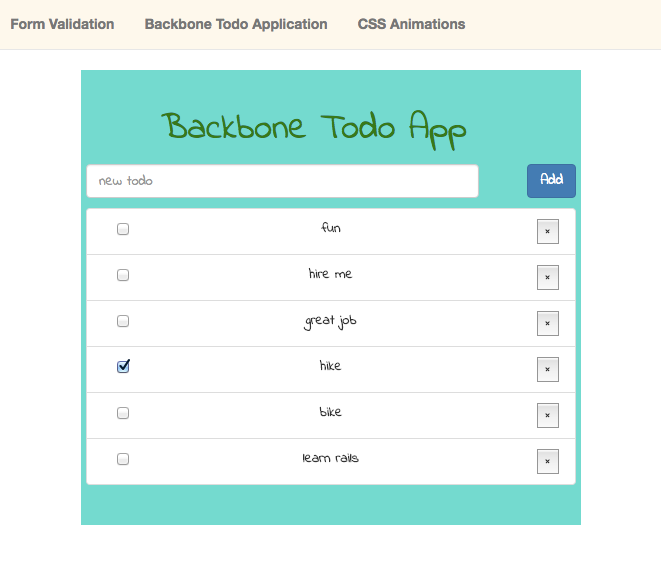 Form Validation Backbone Todo Application CSS Animations
Backbone Todo App
new todo Add
fun ×
hire me ×
great job ×
hike ×
bike ×
learn rails ×